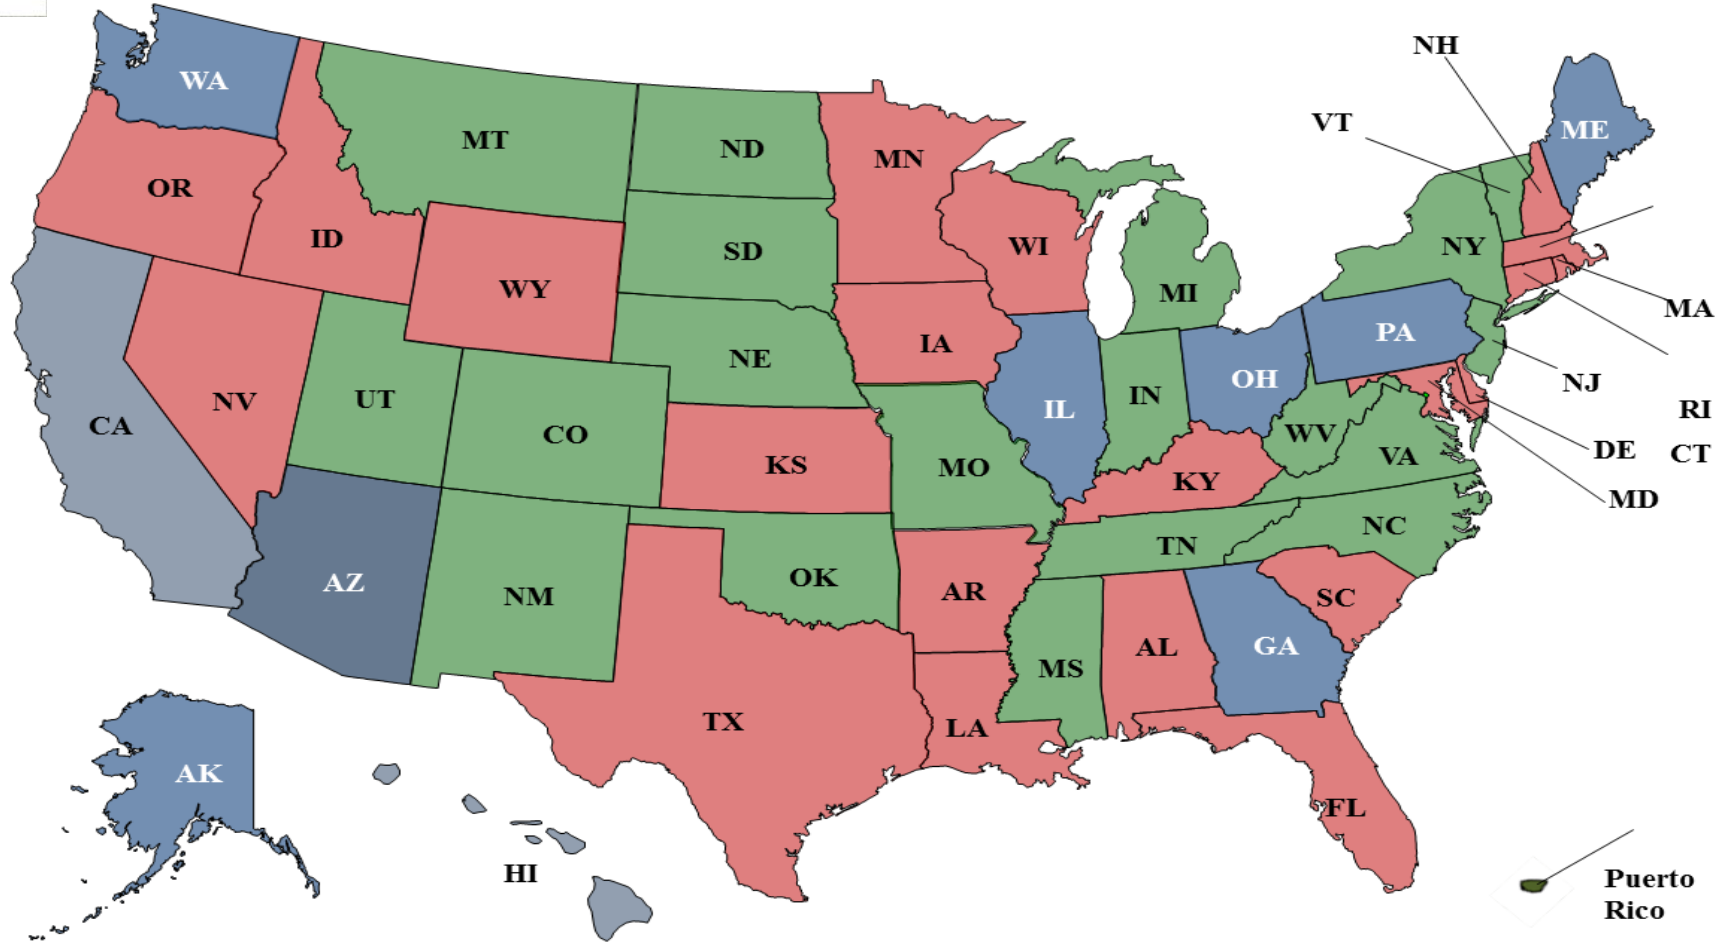 NH
WA
VT
ME
MT
ND
MN
OR
ID
SD
WI
NY
WY
MI
MA
PA
NE
IA
NJ
UT
NV
OH
IN
IL
RI
CA
CO
WV
DE
CT
VA
KS
MO
KY
MD
NC
TN
AZ
OK
AR
NM
SC
GA
AL
MS
TX
LA
AK
FL
HI
Puerto
Rico